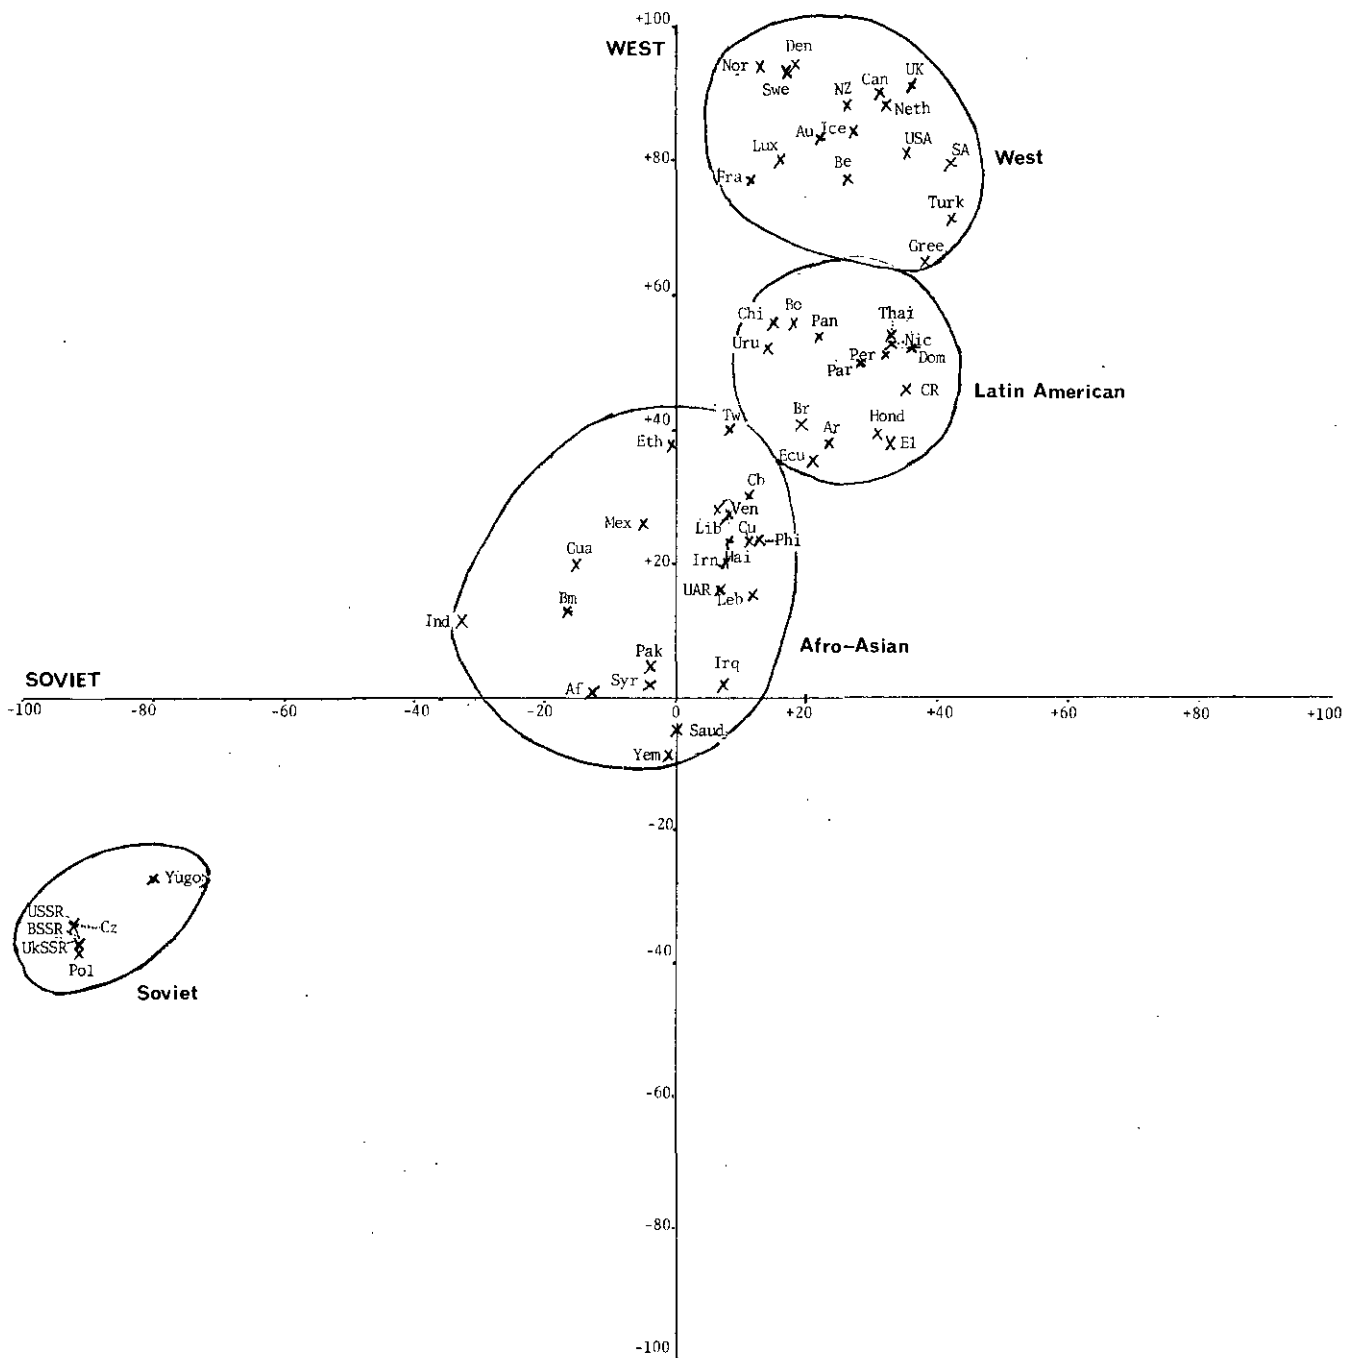 +100
WEST
Den
Nor
Swe
UK
Can
NZ
Neth
Au
Ice
USA
SA
West
Lux
Be
Fra
Turk
Gree
+80
+60
Chi
Bo
Pan
Thai
Nic
Uru
Per
Dom
Par
CR
Latin American
Br
Hond
Ar
El
Ecu
+40
Tw
Eth
Cb
Ven
Mex
Lib
Cu
Phi
Gua
+20
Irn
Hai
UAR
Leb
Bm
Ind
Pak
Irq
Afro-Asian
Syr
Af
SOVIET
-100
-80
-60
-40
-20
0
+20
+40
+60
+80
+100
Saud
Yem
-20
Yugo
USSR
BSSR
Cz
UkSSR
Pol
Soviet
-40
-60
-80
-100